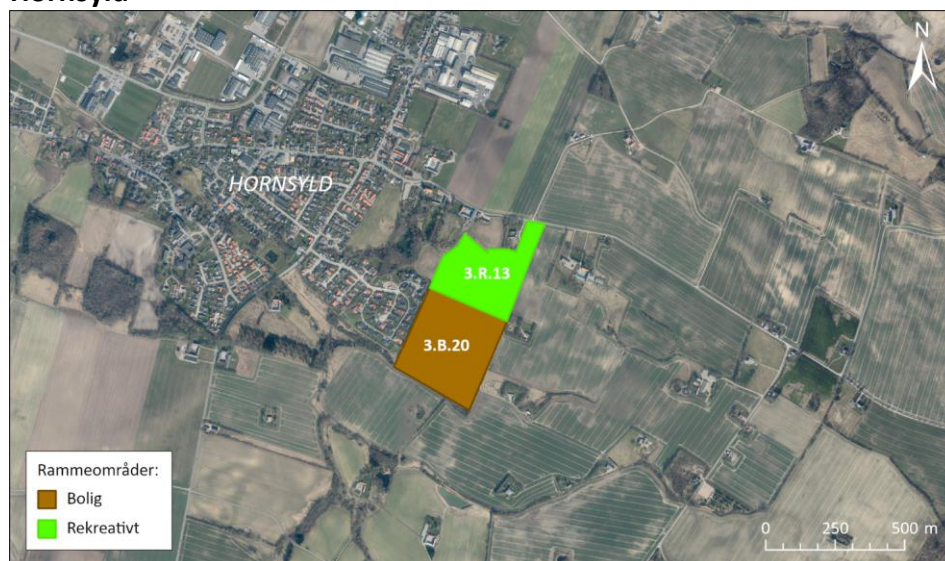 Hornsyld
N
HORNSYLD
3.R.13
3.B.20
Rammeområder:
Bolig
Rekreativt
0 250 500 m